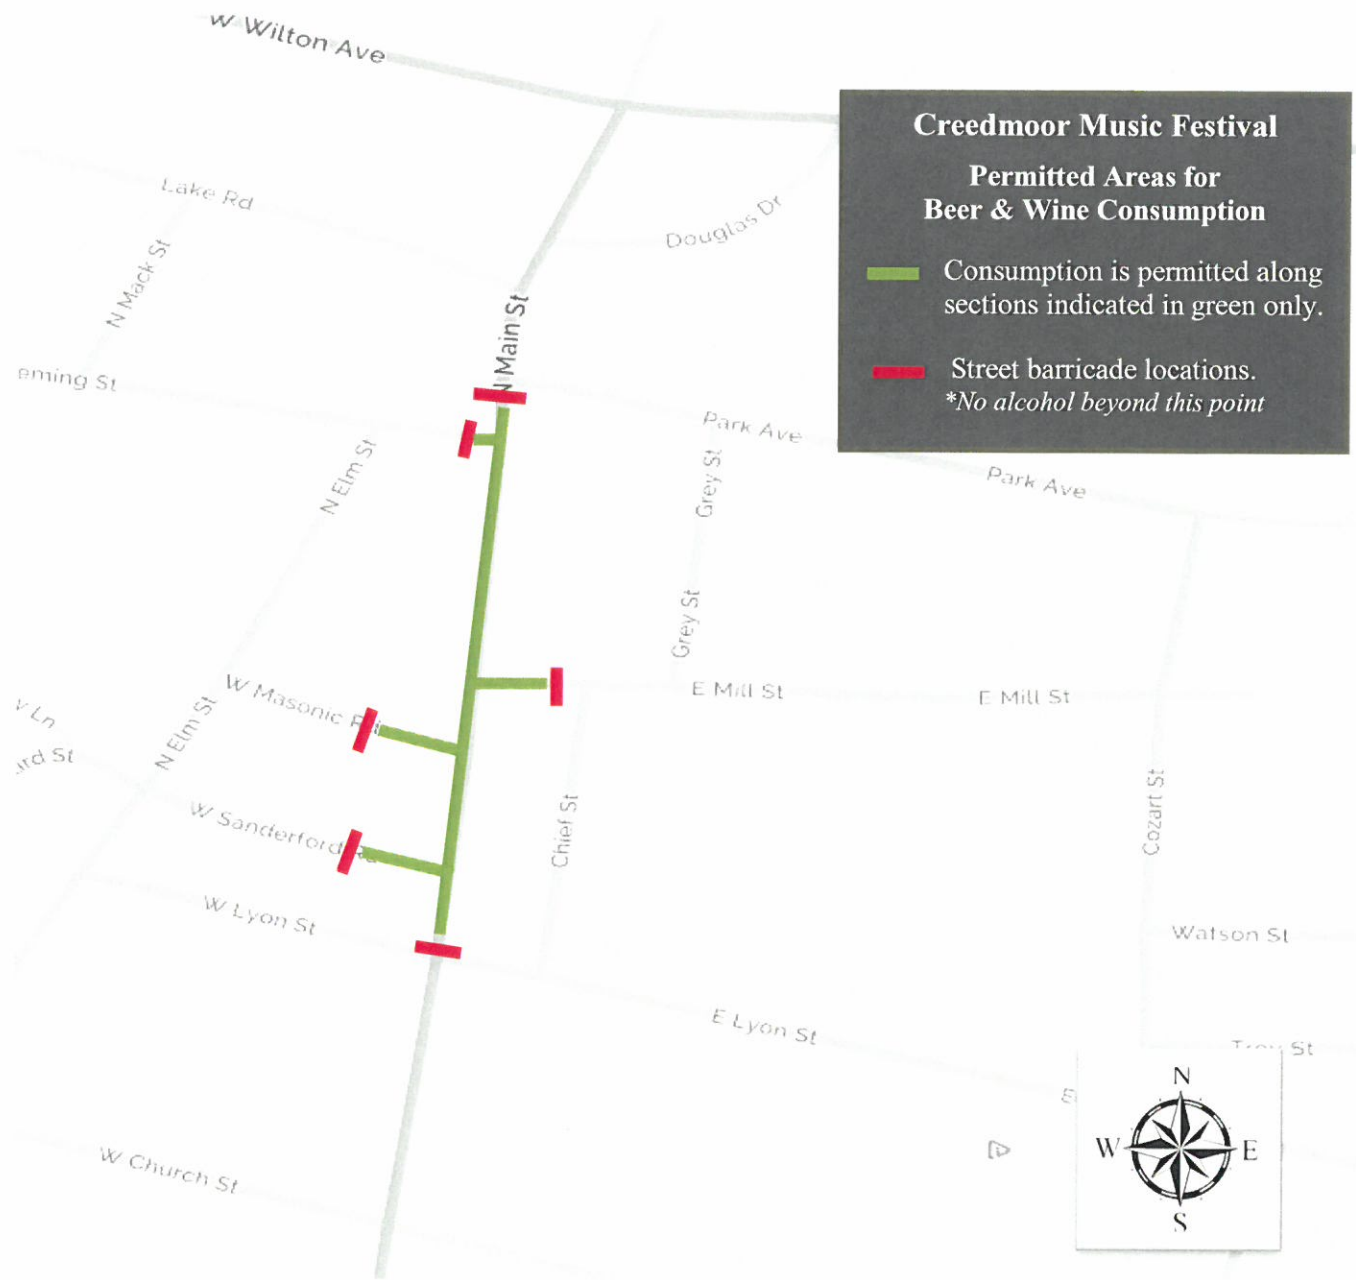 W Wilton Ave
Creedmoor Music Festival
Permitted Areas for
Beer & Wine Consumption
Consumption is permitted along
sections indicated in green only.
Street barricade locations.
*No alcohol beyond this point
Lake Rd
Douglas Dr
N Mack St
N Main St
eming St
Park Ave
Park Ave
N Elm St
Grey St
Grey St
W Masonic
E Mill St
E Mill St
N Elm St
v Ln
rd St
W Sanderford
Chief St
Cozart St
W Lyon St
Watson St
E Lyon St
St
E
N
W
E
S
W Church St